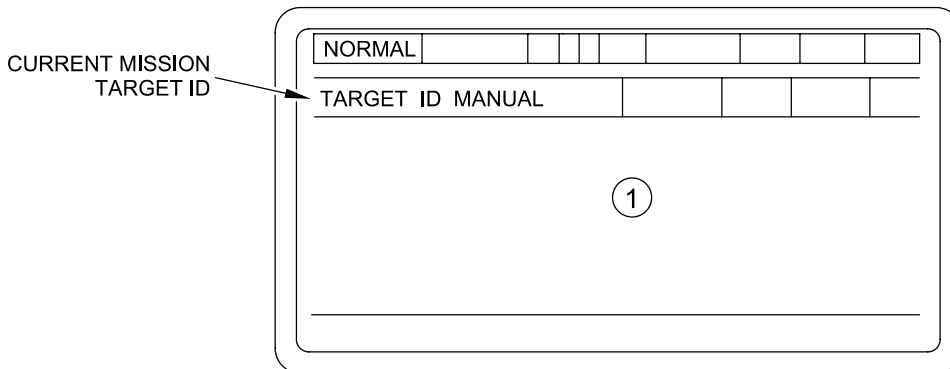 NORMAL
CURRENT MISSION
TARGET ID
TARGET ID MANUAL
1